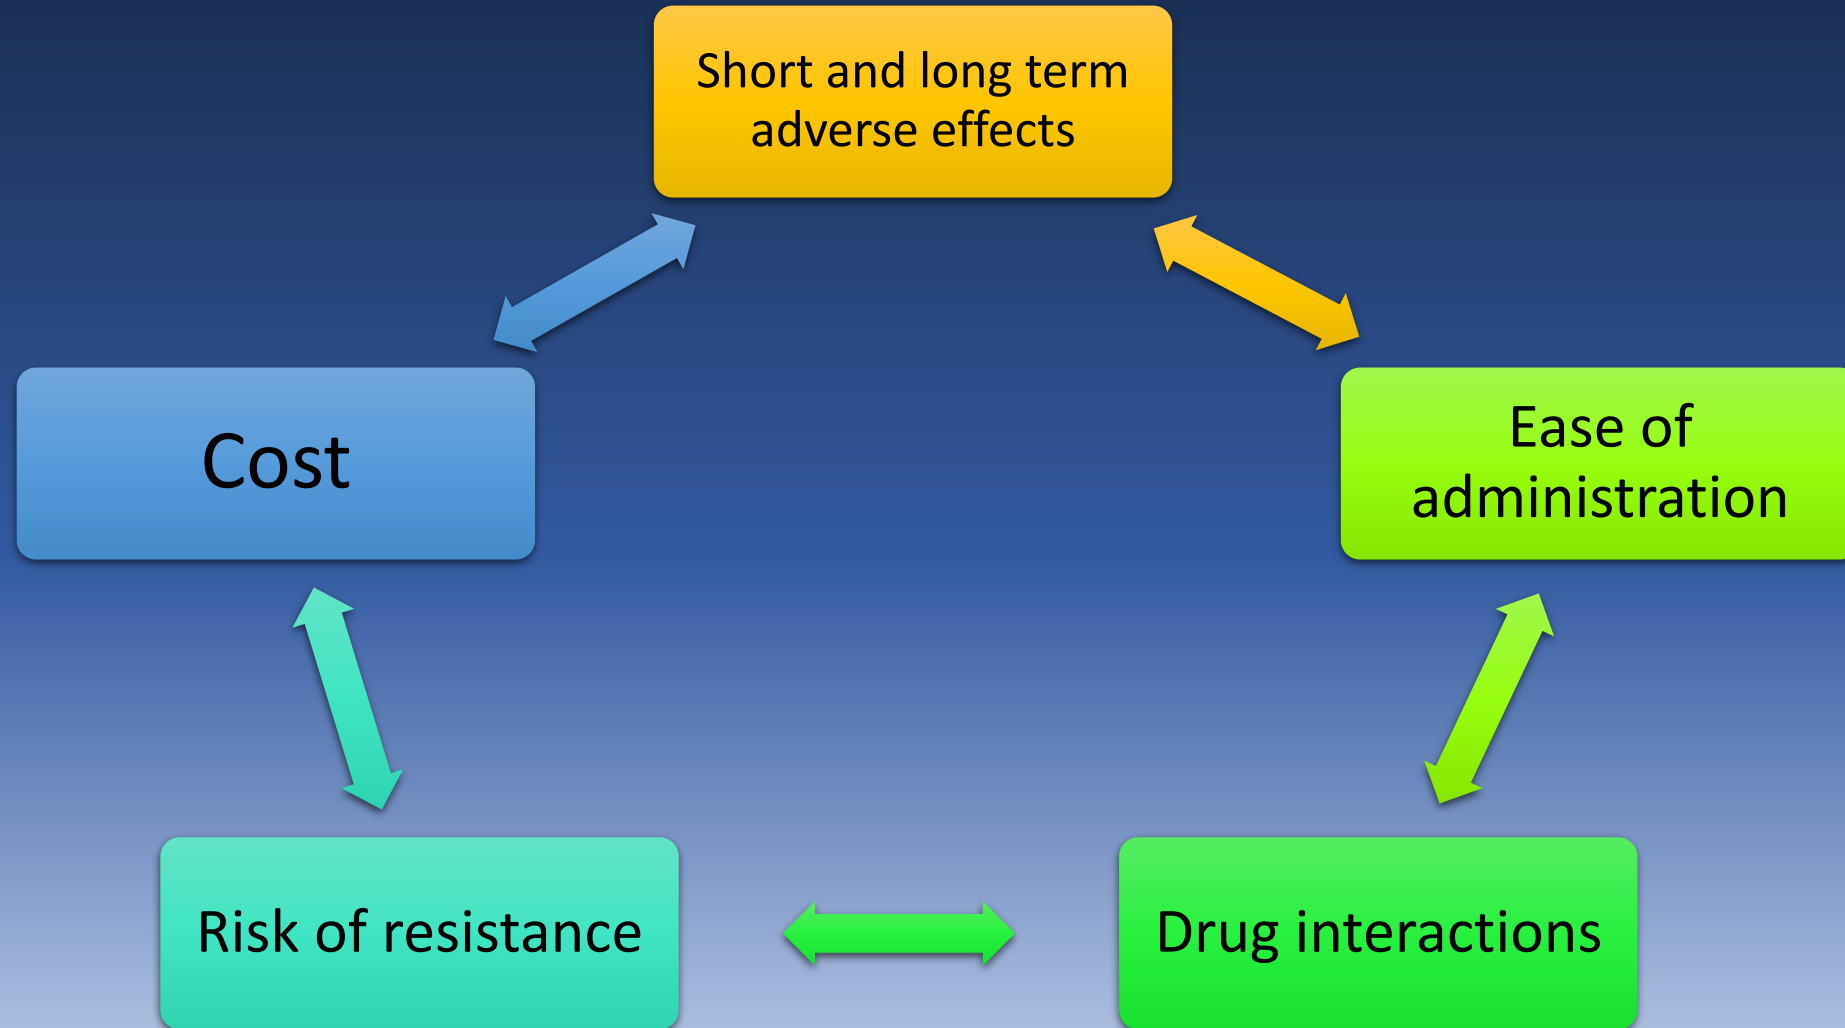 Short and long term
adverse effects
Cost
Ease of
administration
Risk of resistance
Drug interactions